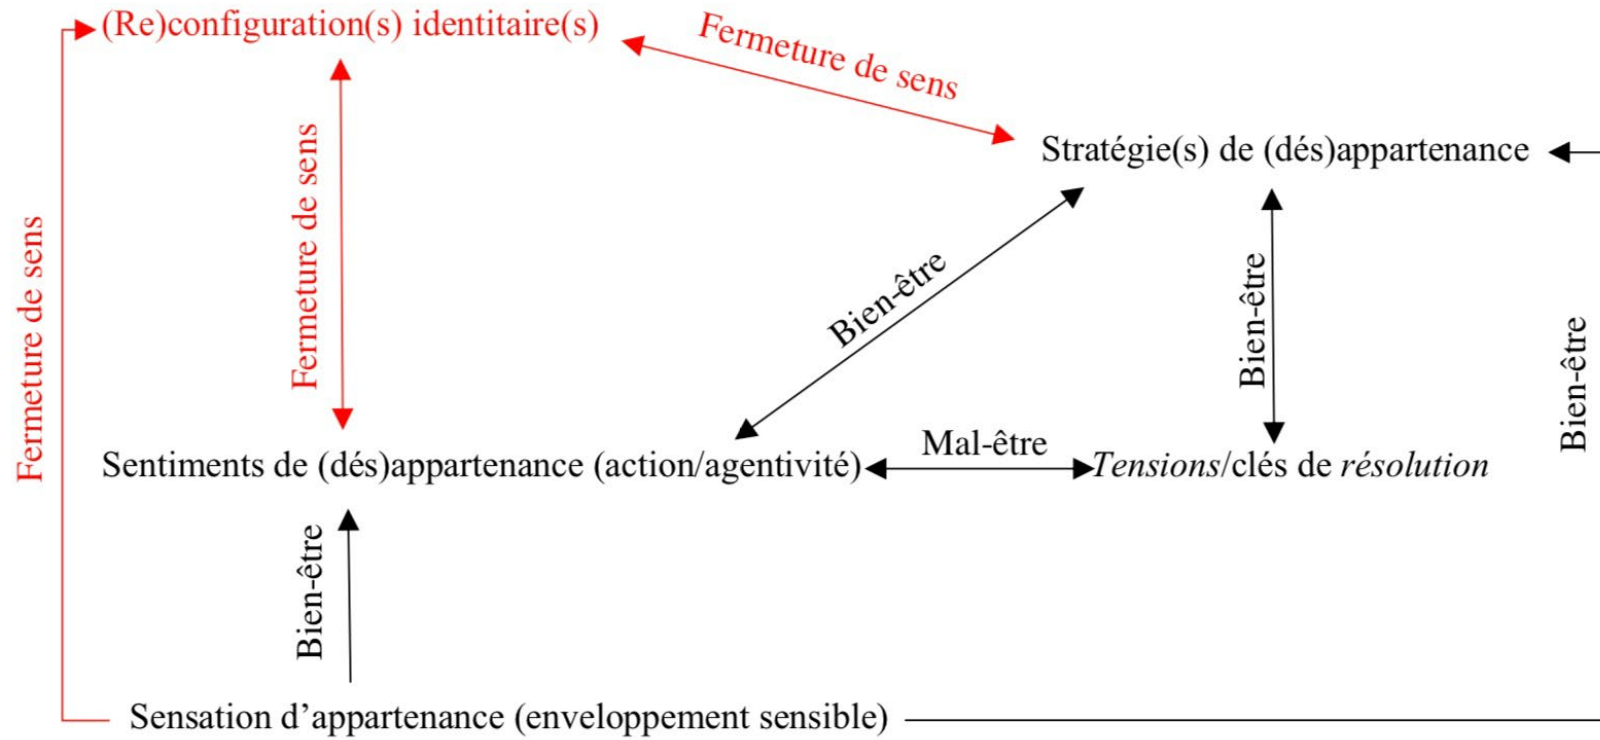 (Re)configuration(s) identitaire(s)
Fermeture de sens
Stratégie(s) de (dés)appartenance
Fermeture de sens
Fermeture de sens
Bien-être
Bien-être
Bien-être
Sentiments de (dés)appartenance (action/agentivité)
Mal-être
Tensions/clés de résolution
Bien-être
Sensation d’appartenance (enveloppement sensible)